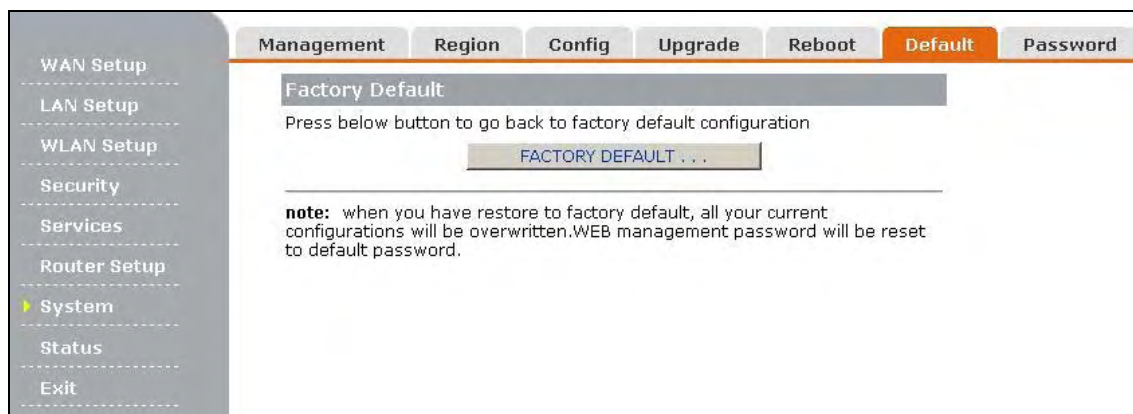 Management Region Config Upgrade Reboot Default Password
WAN Setup
LAN Setup
WLAN Setup
Security
Services
Router Setup
System
Status
Exit
Factory Default
Press below button to go back to factory default configuration
FACTORY DEFAULT . . .
note: when you have restore to factory default, all your current
configurations will be overwritten.WEB management password will be reset
to default password.